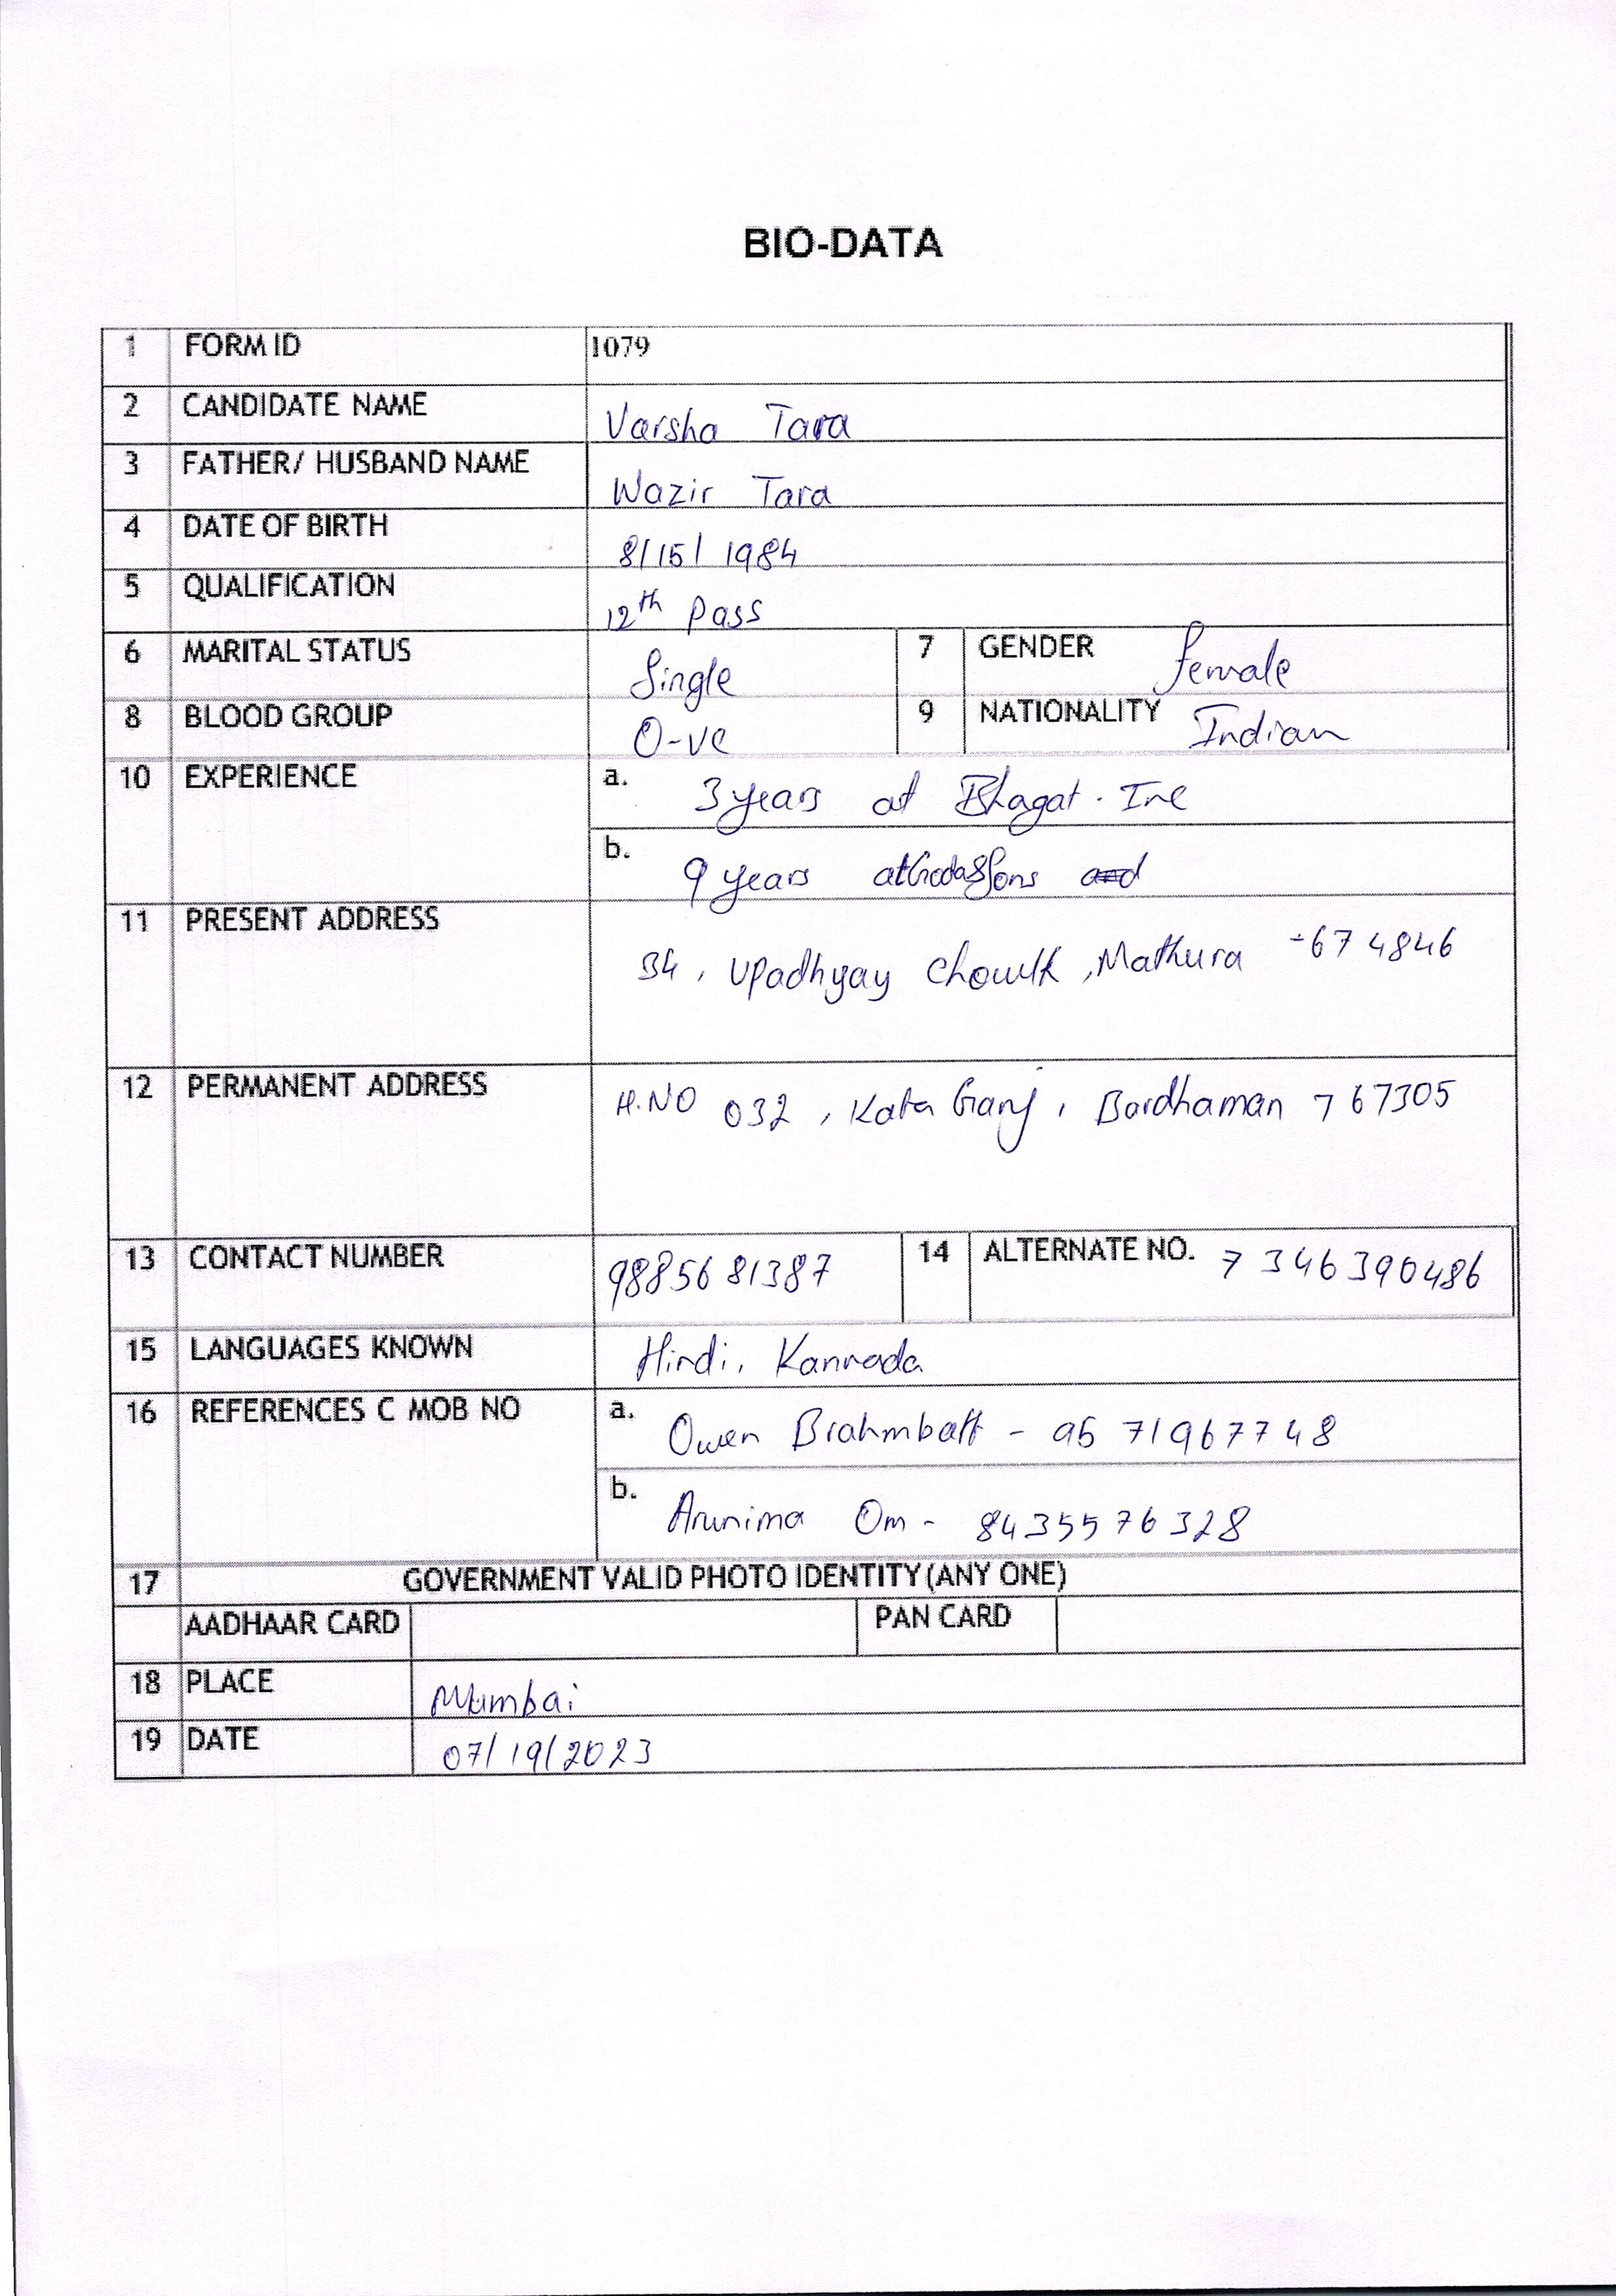 BIO-DATA
1 FORM ID 1079
2 CANDIDATE NAME Varsha Tara
3 FATHER/ HUSBAND NAME Wazir Tara
4 DATE OF BIRTH 8/15/1984
5 QUALIFICATION 12th Pass
6 MARITAL STATUS Single 7 GENDER female
8 BLOOD GROUP O-ve 9 NATIONALITY Indian
10 EXPERIENCE a. 3 years at Bhagat. Inc
b. 9 years at & Sons
11 PRESENT ADDRESS 34, Upadhyay Chowk, Mathura -674846
12 PERMANENT ADDRESS H.NO 032, Kata Ganj, Bardhaman 767305
13 CONTACT NUMBER 9885681387 14 ALTERNATE NO. 7346390486
15 LANGUAGES KNOWN Hindi, Kannada
16 REFERENCES C MOB NO a. Owen Brahmbatt - 9571967748
b. Arunima Om - 8435576328
17 GOVERNMENT VALID PHOTO IDENTITY(ANY ONE)
AADHAAR CARD PAN CARD
18 PLACE Mumbai
19 DATE 07/19/2023